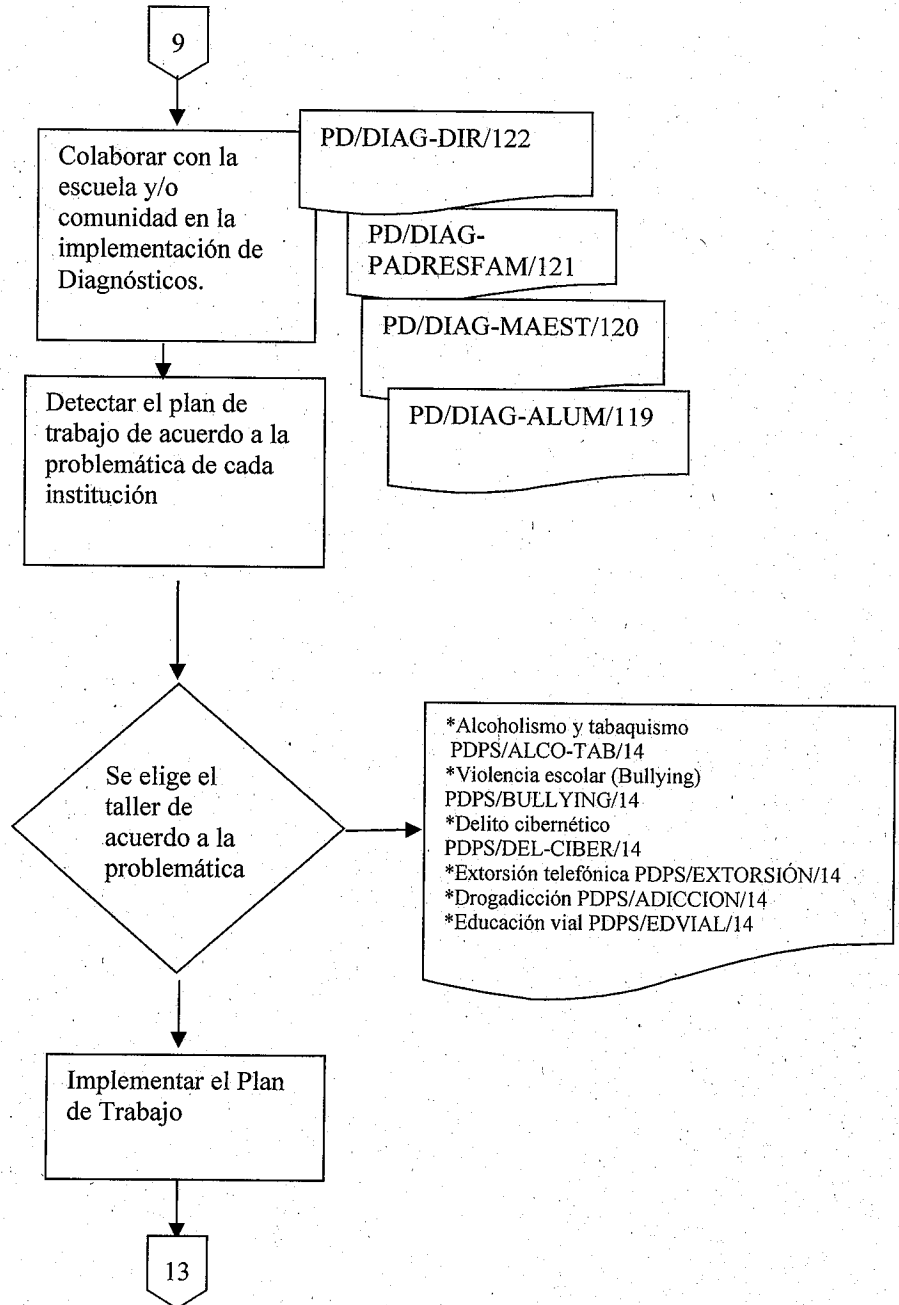 9
Colaborar con la
escuela y/o
comunidad en la
implementación de
Diagnósticos.
PD/DIAG-DIR/122
PD/DIAG-
PADRESFAM/121
PD/DIAG-MAEST/120
PD/DIAG-ALUM/119
Detectar el plan de
trabajo de acuerdo a la
problemática de cada
institución
Se elige el
taller de
acuerdo a la
problemática
*Alcoholismo y tabaquismo
PDPS/ALCO-TAB/14
*Violencia escolar (Bullying)
PDPS/BULLYING/14
*Delito cibernético
PDPS/DEL-CIBER/14
*Extorsión telefónica PDPS/EXTORSIÓN/14
*Drogadicción PDPS/ADICCION/14
*Educación vial PDPS/EDVIAL/14
Implementar el Plan
de Trabajo
13